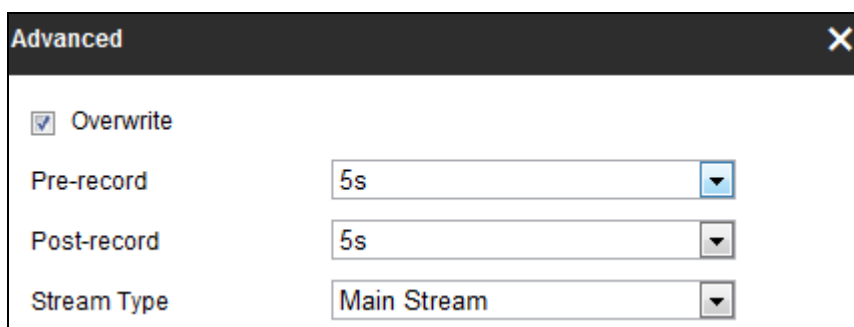 Advanced
Overwrite
Pre-record 5s
Post-record 5s
Stream Type Main Stream